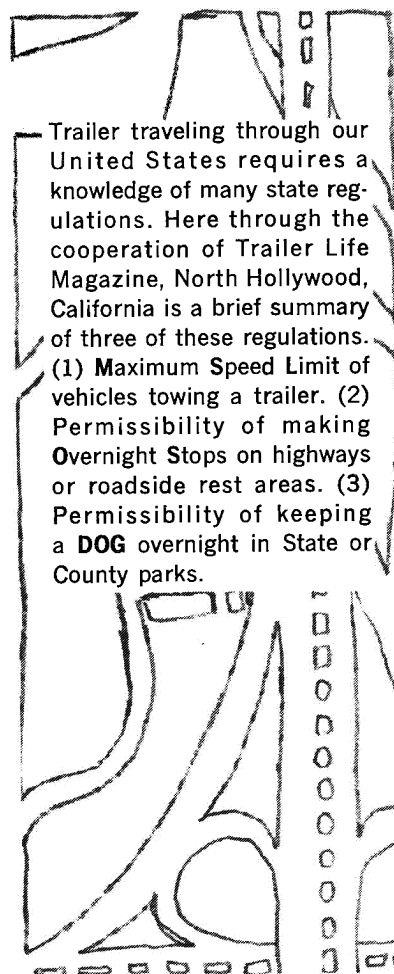 Trailer traveling through our
United States requires a
knowledge of many state reg-
ulations. Here through the
cooperation of Trailer Life
Magazine, North Hollywood,
California is a brief summary
of three of these regulations.
(1) Maximum Speed Limit of
vehicles towing a trailer. (2)
Permissibility of making
Overnight Stops on highways
or roadside rest areas. (3)
Permissibility of keeping
a DOG overnight in State or
County parks.